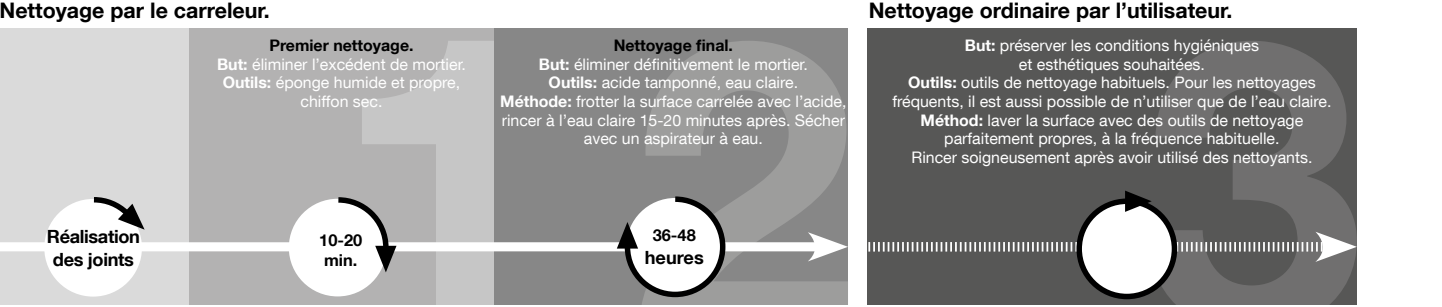 Nettoyage par le carreleur.
Réalisation
des joints
1
Premier nettoyage.
But: éliminer l'excédent de mortier.
Outils: éponge humide et propre,
chiffon sec.
10-20
min.
2
Nettoyage final.
But: éliminer définitivement le mortier.
Outils: acide tamponné, eau claire.
Méthode: frotter la surface carrelée avec l'acide,
rincer à l'eau claire 15-20 minutes après. Sécher
avec un aspirateur à eau.
36-48
heures
Nettoyage ordinaire par l'utilisateur.
3
But: préserver les conditions hygiéniques
et esthétiques souhaitées.
Outils: outils de nettoyage habituels. Pour les nettoyages
fréquents, il est aussi possible de n'utiliser que de l'eau claire.
Méthod: laver la surface avec des outils de nettoyage
parfaitement propres, à la fréquence habituelle.
Rincer soigneusement après avoir utilisé des nettoyants.